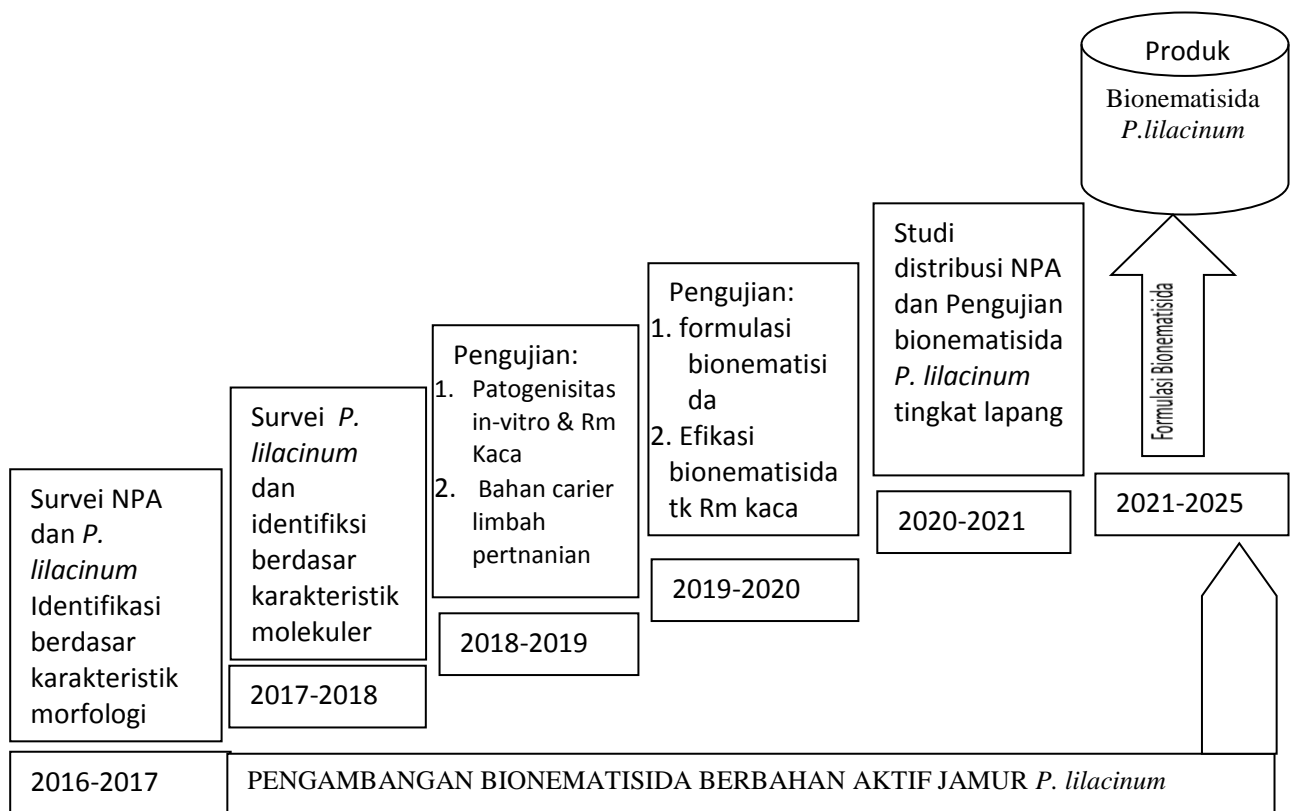 Produk
Bionematisida
P.lilacinum
Formulasi Bionematisida
2021-2025
Studi
distribusi NPA
dan Pengujian
bionematisida
P. lilacinum
tingkat lapang
2020-2021
Pengujian:
1. formulasi
bionematisi
da
2. Efikasi
bionematisida
tk Rm kaca
2019-2020
Pengujian:
1. Patogenisitas
in-vitro & Rm
Kaca
2. Bahan carier
limbah
pertnanian
2018-2019
Survei P.
lilacinum
dan
identifiksi
berdasar
karakteristik
molekuler
2017-2018
Survei NPA
dan P.
lilacinum
Identifikasi
berdasar
karakteristik
morfologi
2016-2017
PENGAMBANGAN BIONEMATISIDA BERBAHAN AKTIF JAMUR P. lilacinum